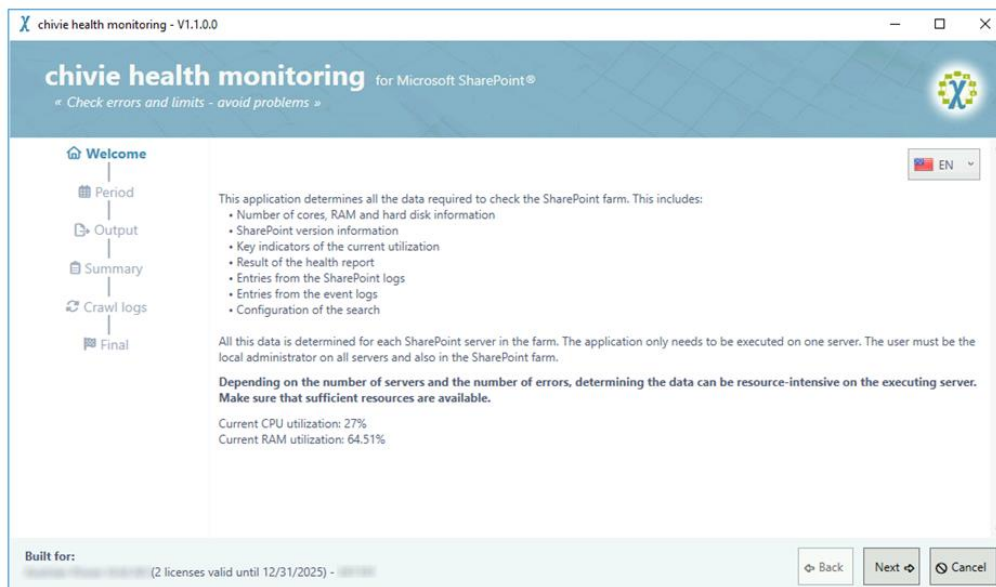 chivie health monitoring - V1.1.0.0
chivie health monitoring for Microsoft SharePoint®
« Check errors and limits - avoid problems »
Welcome
EN
Period
Output
Summary
Crawl logs
Final
This application determines all the data required to check the SharePoint farm. This includes:
• Number of cores, RAM and hard disk information
• SharePoint version information
• Key indicators of the current utilization
• Result of the health report
• Entries from the SharePoint logs
• Entries from the event logs
• Configuration of the search
All this data is determined for each SharePoint server in the farm. The application only needs to be executed on one server. The user must be the
local administrator on all servers and also in the SharePoint farm.
Depending on the number of servers and the number of errors, determining the data can be resource-intensive on the executing server.
Make sure that sufficient resources are available.
Current CPU utilization: 27%
Current RAM utilization: 64.51%
Built for:
(2 licenses valid until 12/31/2025) -
Back
Next
Cancel